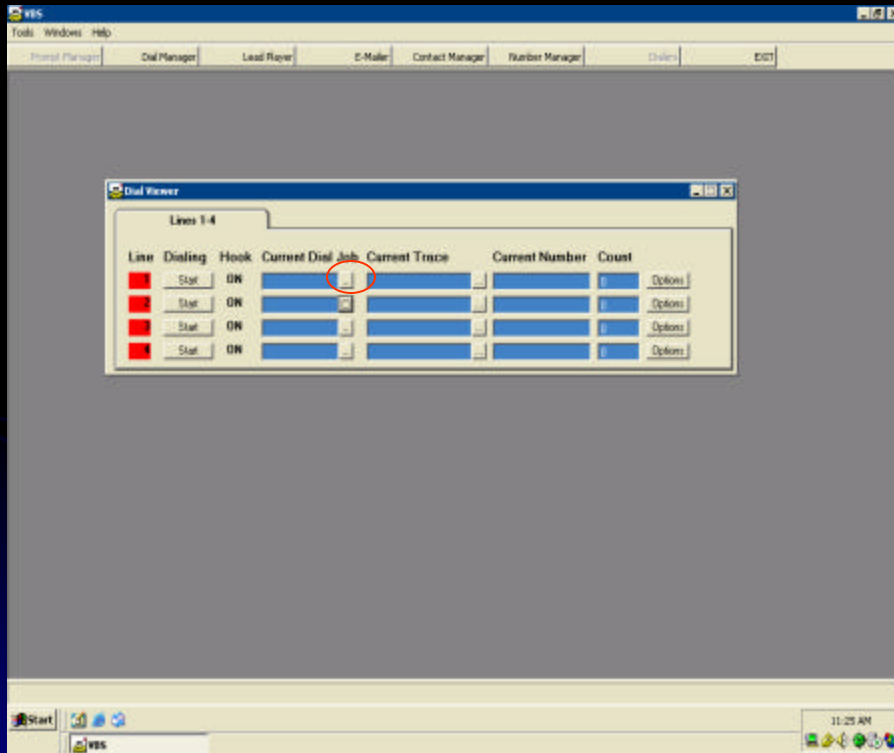 VBS
Tools Windows Help
Prompt Manager Dial Manager Lead Player E-Mailer Contact Manager Number Manager Dialers EXIT
Dial Viewer
Lines 1-4
Line Dialing Hook Current Dial Job Current Trace Current Number Count
1 Start ON ... ... 0 Options
2 Start ON ... 0 Options
3 Start ON ... ... 0 Options
4 Start ON ... ... 0 Options
Start
11:25 AM
VBS